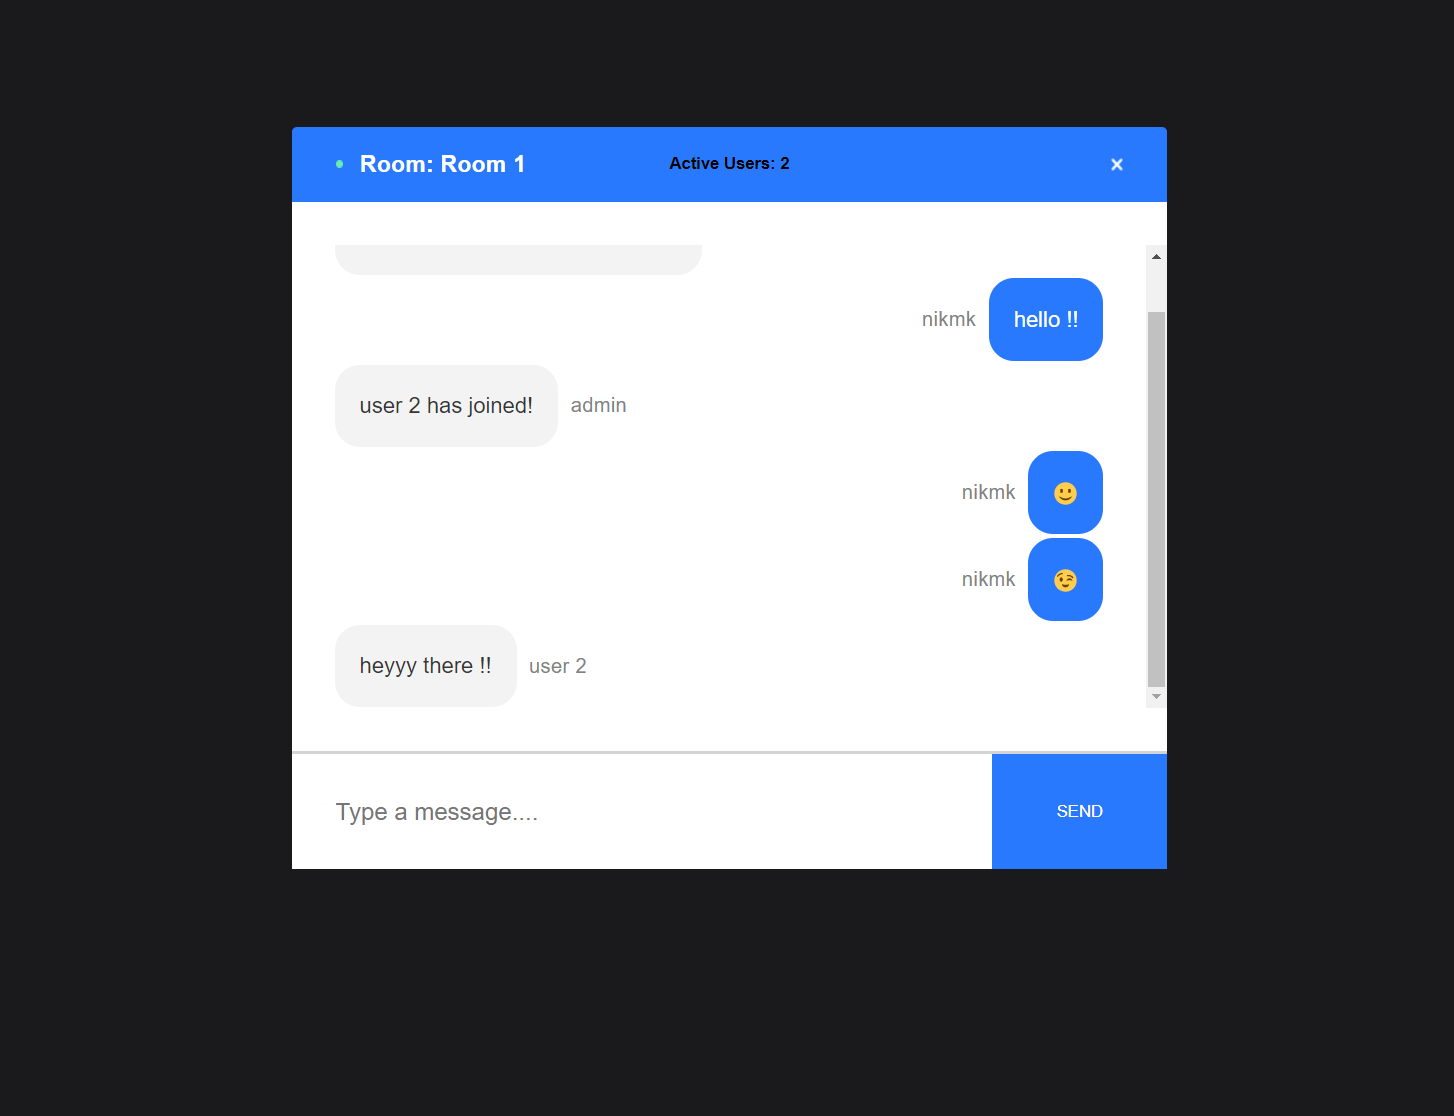 Room: Room 1
Active Users: 2
nikmk hello !!
user 2 has joined! admin
nikmk 🙂
nikmk 😉
heyyy there !! user 2
Type a message....
SEND